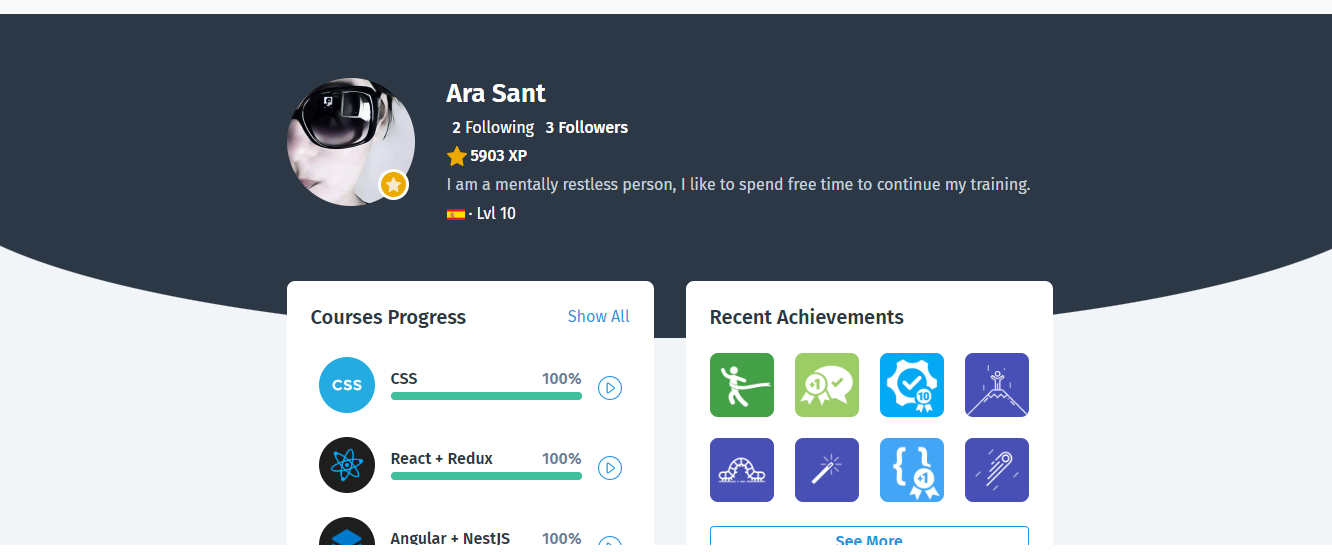 Ara Sant
2 Following 3 Followers
5903 XP
I am a mentally restless person, I like to spend free time to continue my training.
· Lvl 10
Courses Progress
Show All
CSS
CSS
100%
React + Redux
100%
Angular + NestJS
100%
Recent Achievements
+1
10
{ }
+1
See More